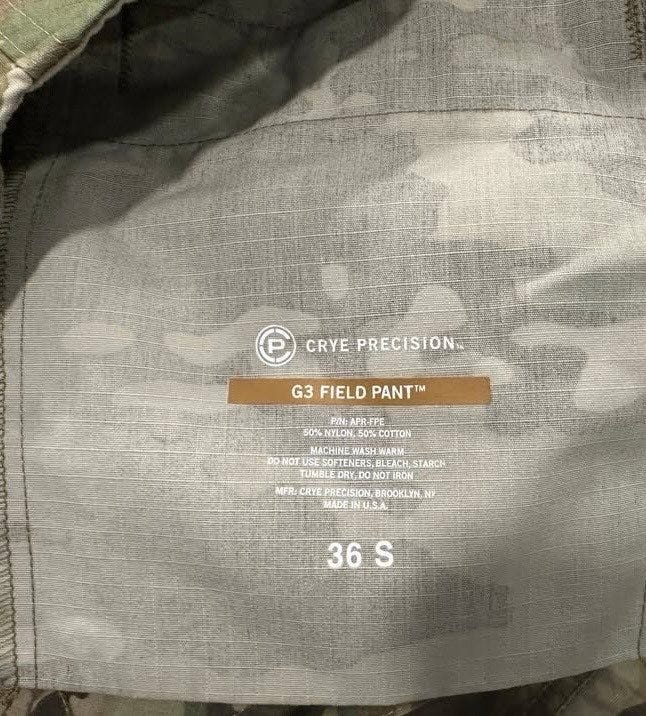 CP
CRYE PRECISION™
G3 FIELD PANT™
P/N: APR-FPE
50% NYLON, 50% COTTON
MACHINE WASH WARM
DO NOT USE SOFTENERS, BLEACH, STARCH
TUMBLE DRY, DO NOT IRON
MFR: CRYE PRECISION, BROOKLYN, NY
MADE IN U.S.A.
36 S